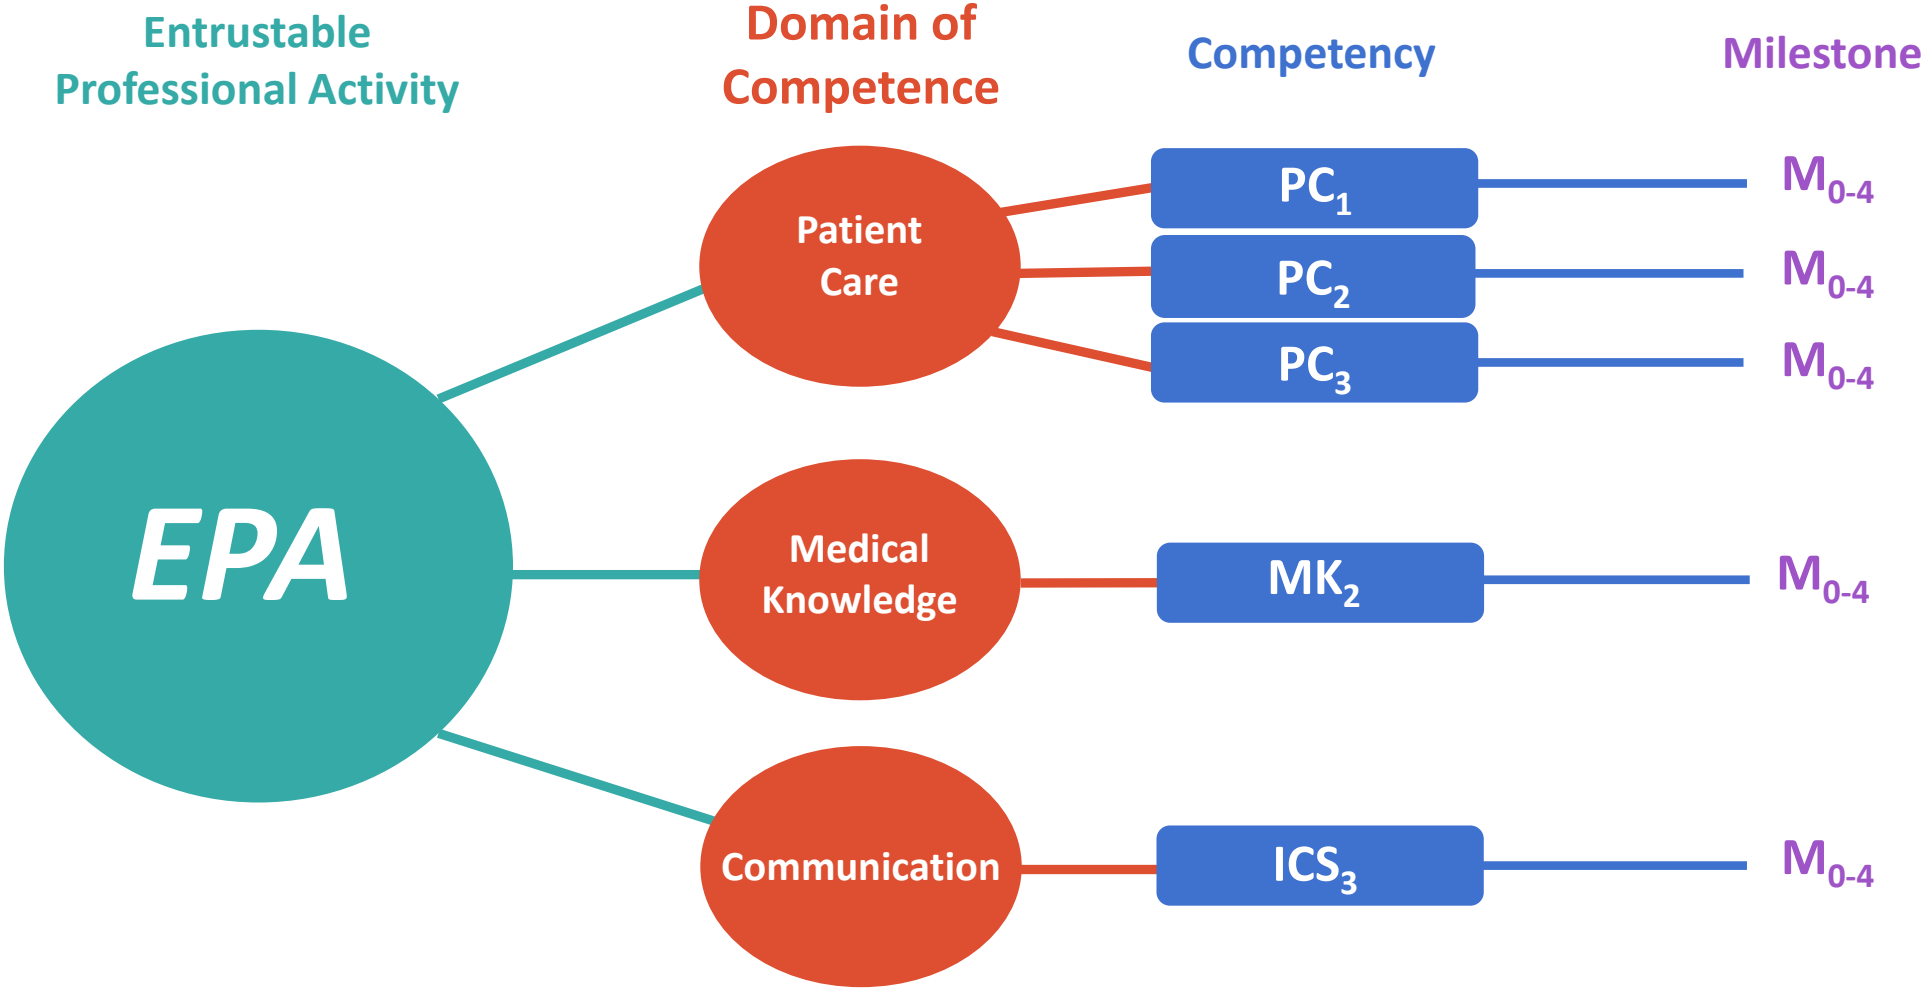 Entrustable
Professional Activity
Domain of
Competence
Competency
Milestone
EPA
Patient
Care
PC₁
M₀₋₄
PC₂
M₀₋₄
PC₃
M₀₋₄
Medical
Knowledge
MK₂
M₀₋₄
Communication
ICS₃
M₀₋₄